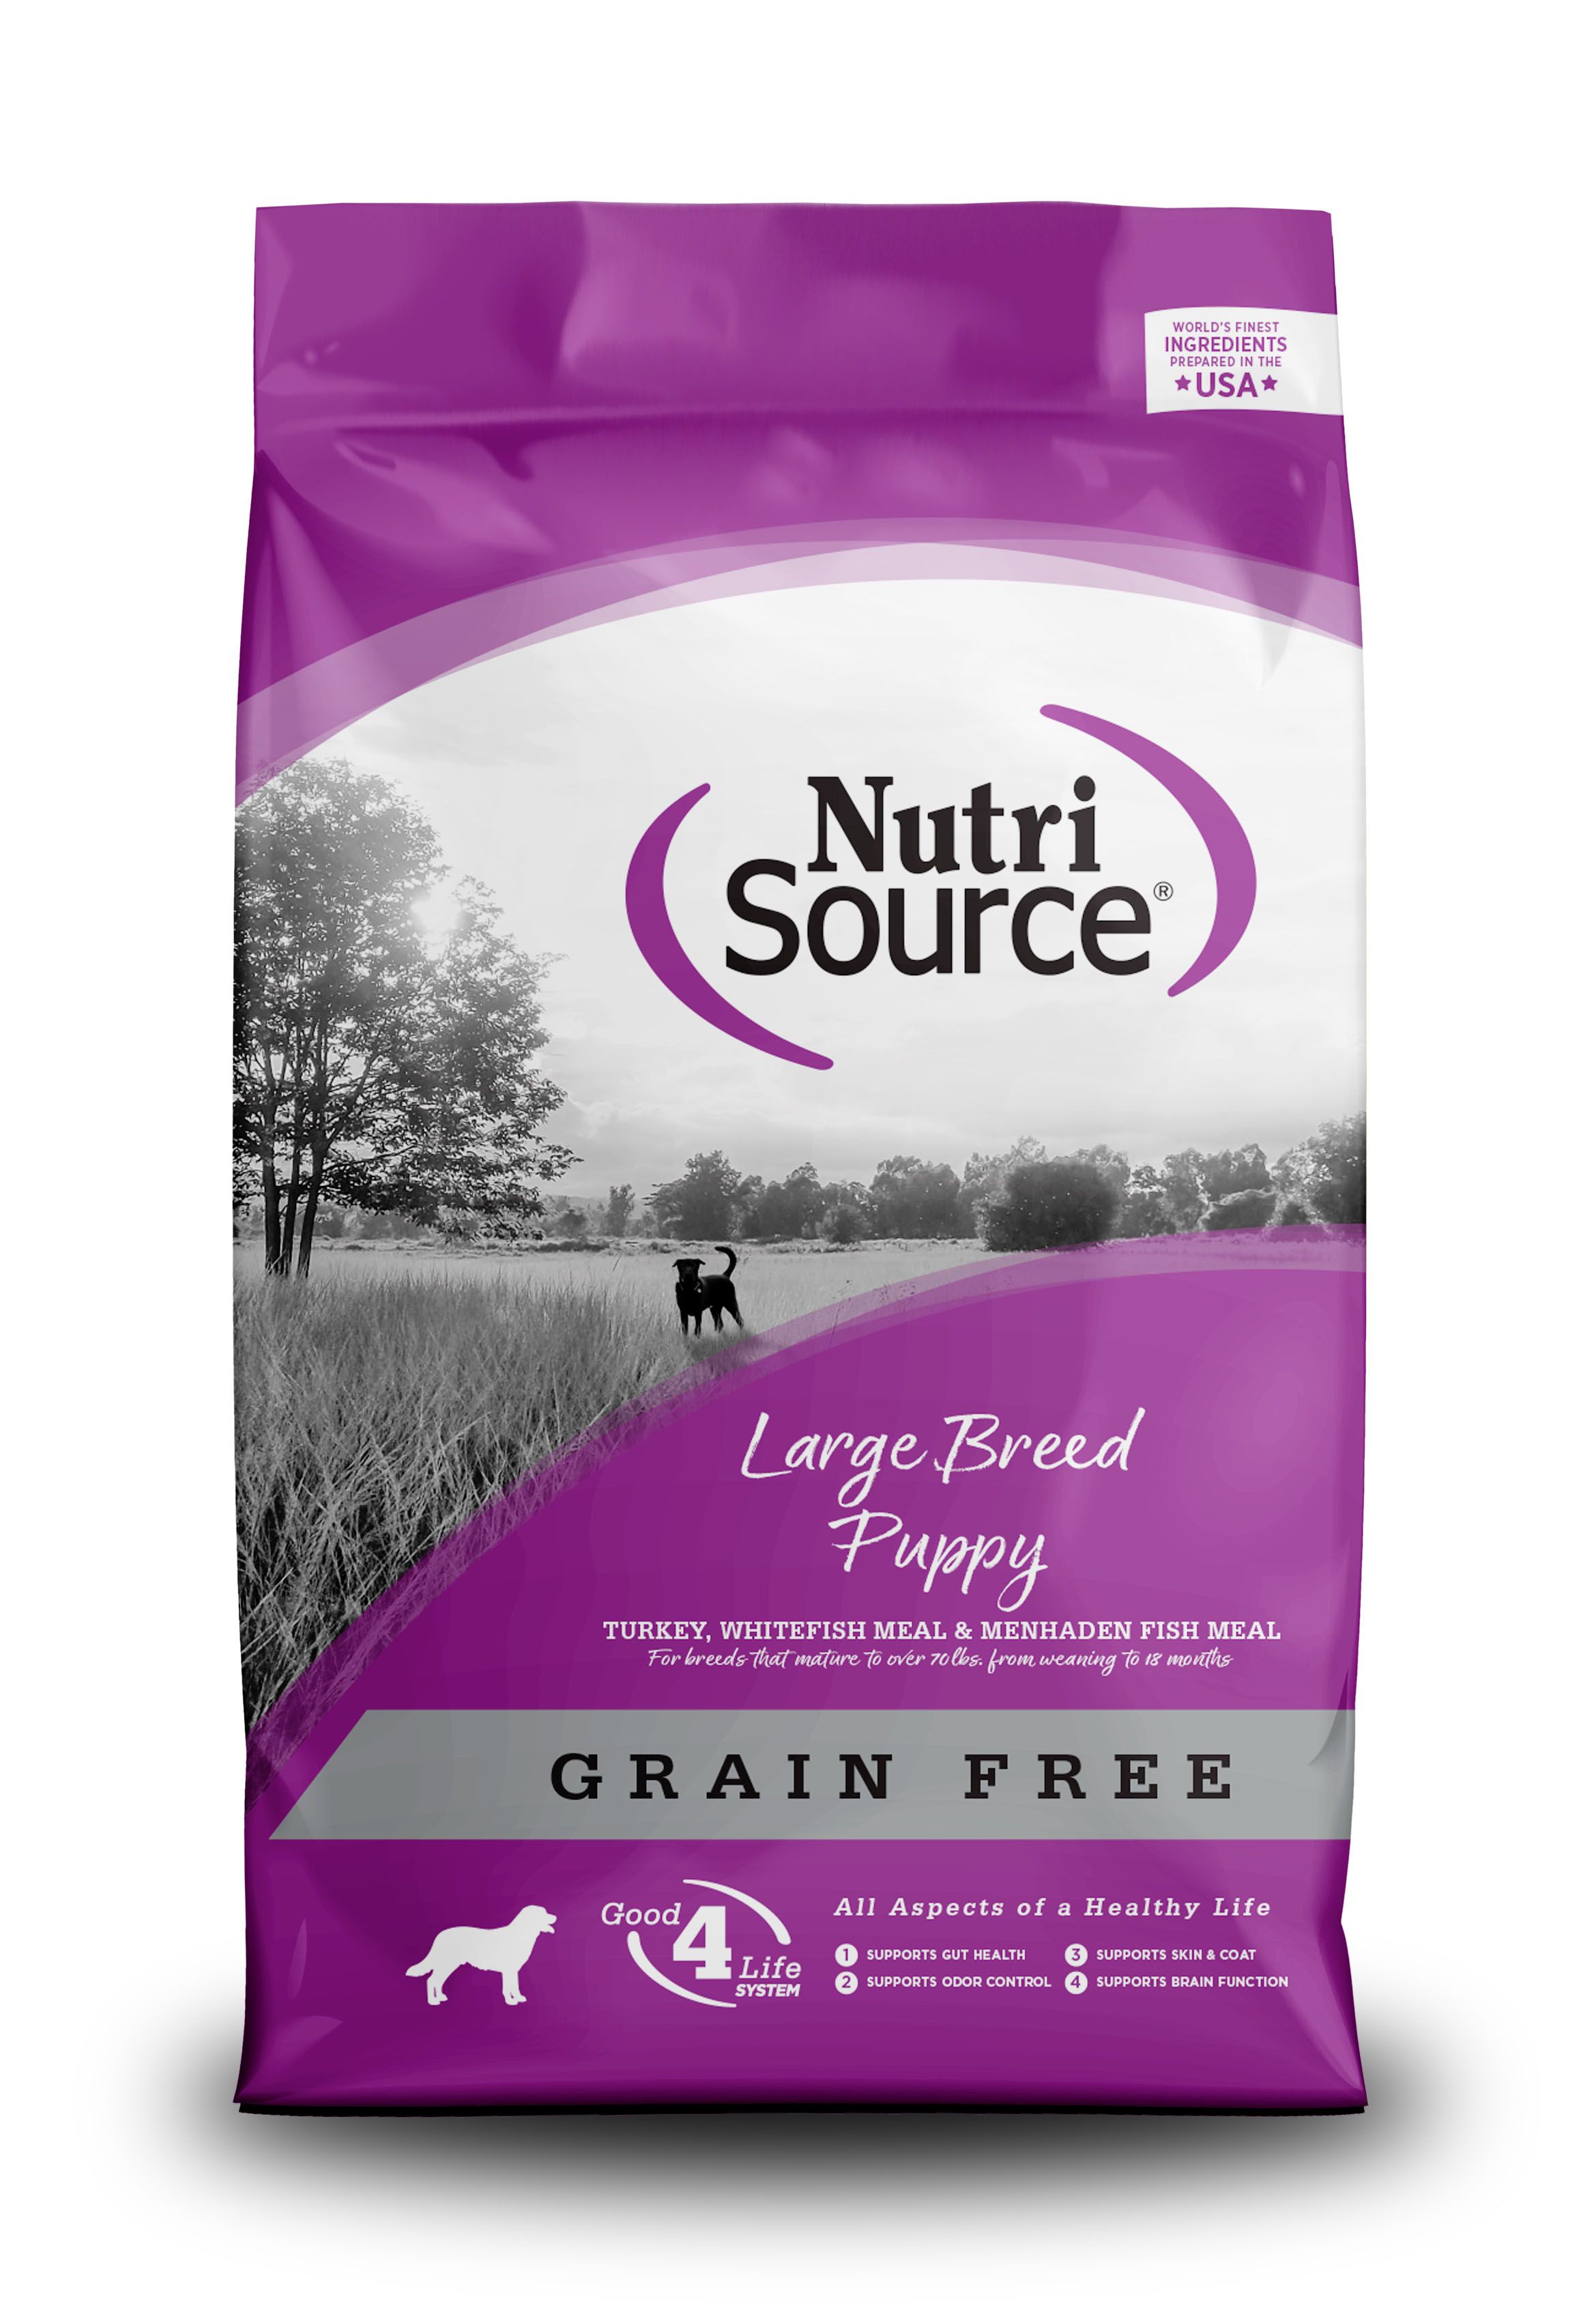 WORLD'S FINEST
INGREDIENTS
PREPARED IN THE
★USA★
Nutri
Source®
Large Breed
Puppy
TURKEY, WHITEFISH MEAL & MENHADEN FISH MEAL
For breeds that mature to over 70 lbs. from weaning to 18 months
GRAIN FREE
Good
4
Life
SYSTEM
All Aspects of a Healthy Life
1 SUPPORTS GUT HEALTH
2 SUPPORTS ODOR CONTROL
3 SUPPORTS SKIN & COAT
4 SUPPORTS BRAIN FUNCTION